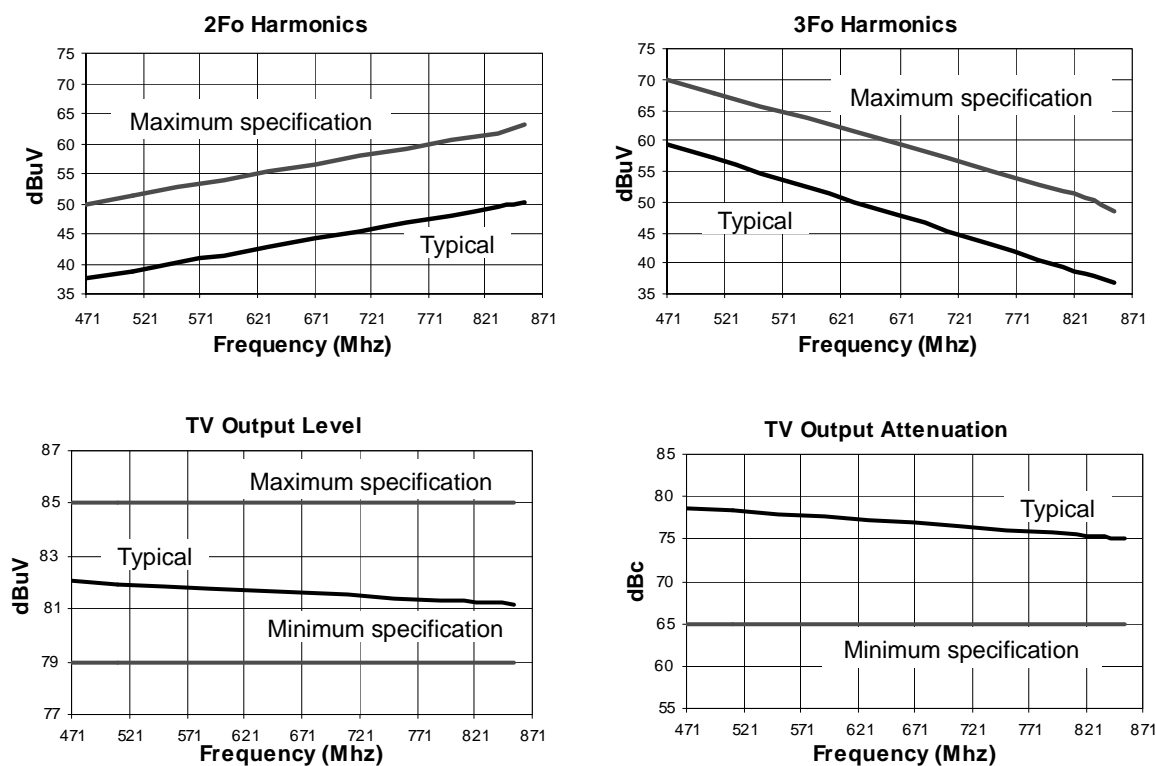 2Fo Harmonics
75
70
65
60
55
50
45
40
35
dBuV
Maximum specification
Typical
471 521 571 621 671 721 771 821 871
Frequency (Mhz)
3Fo Harmonics
75
70
65
60
55
50
45
40
35
dBuV
Maximum specification
Typical
471 521 571 621 671 721 771 821 871
Frequency (Mhz)
TV Output Level
87
85
83
81
79
77
dBuV
Maximum specification
Typical
Minimum specification
471 521 571 621 671 721 771 821 871
Frequency (Mhz)
TV Output Attenuation
85
80
75
70
65
60
55
dBc
Typical
Minimum specification
471 521 571 621 671 721 771 821 871
Frequency (Mhz)